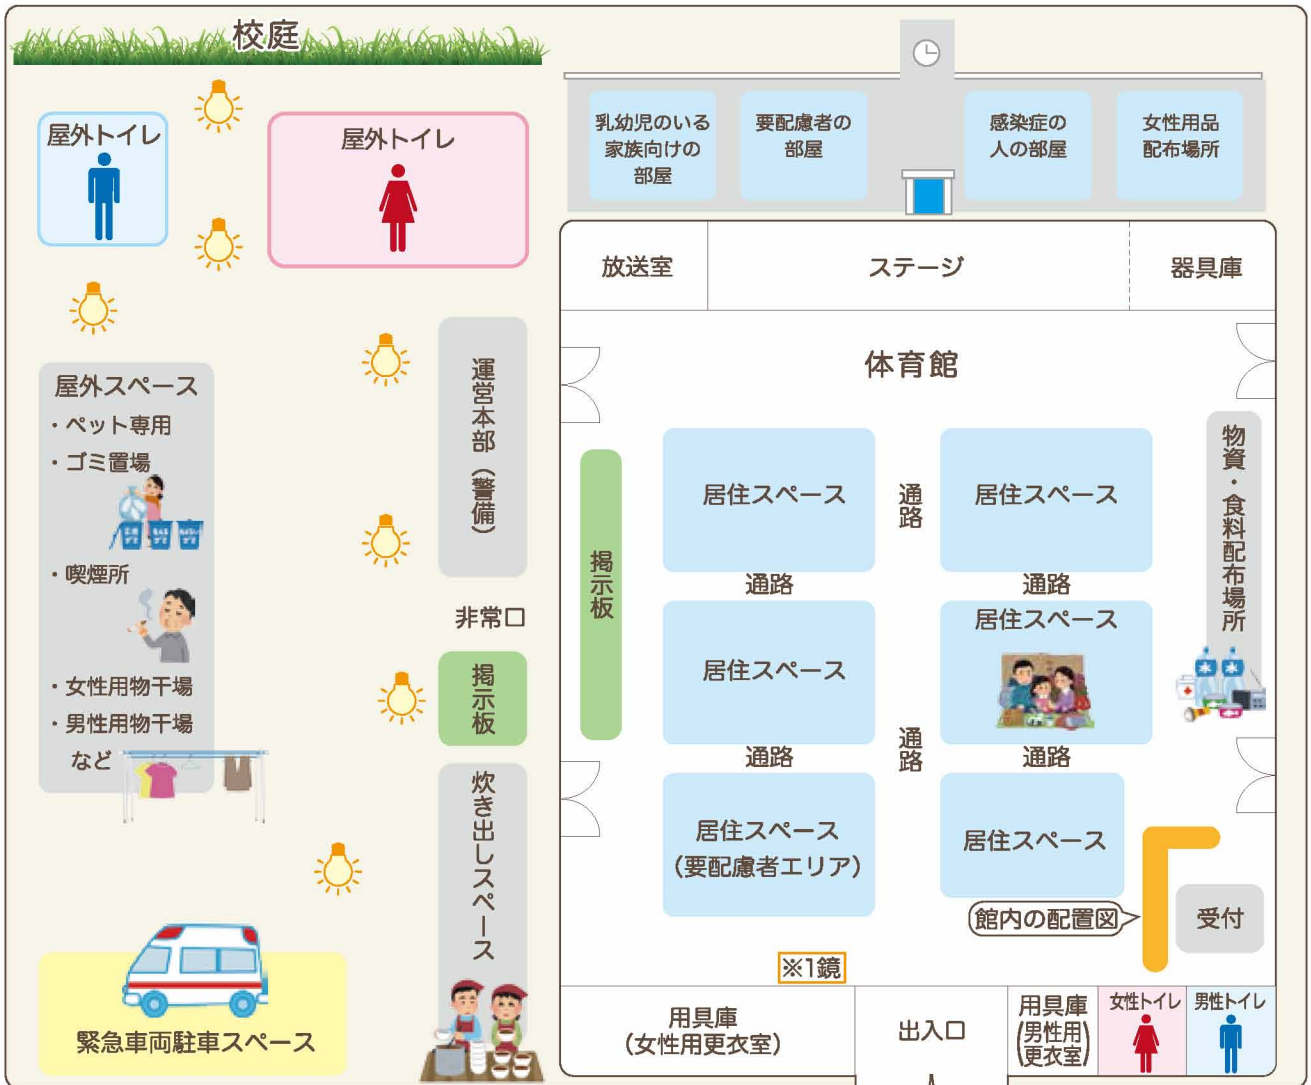 校庭
屋外トイレ
屋外トイレ
乳幼児のいる
家族向けの
部屋
要配慮者の
部屋
感染症の
人の部屋
女性用品
配布場所
放送室
ステージ
器具庫
体育館
屋外スペース
・ペット専用
・ゴミ置場
・喫煙所
・女性用物干場
・男性用物干場
など
運営本部（警備）
非常口
掲示板
炊き出しスペース
緊急車両駐車スペース
掲示板
居住スペース
通路
居住スペース
通路
通路
居住スペース
居住スペース
通路
通路
通路
居住スペース
（要配慮者エリア）
居住スペース
物資・食料配布場所
水
水
館内の配置図
受付
※1鏡
用具庫
（女性用更衣室）
出入口
用具庫
（男性用
更衣室）
女性トイレ
男性トイレ